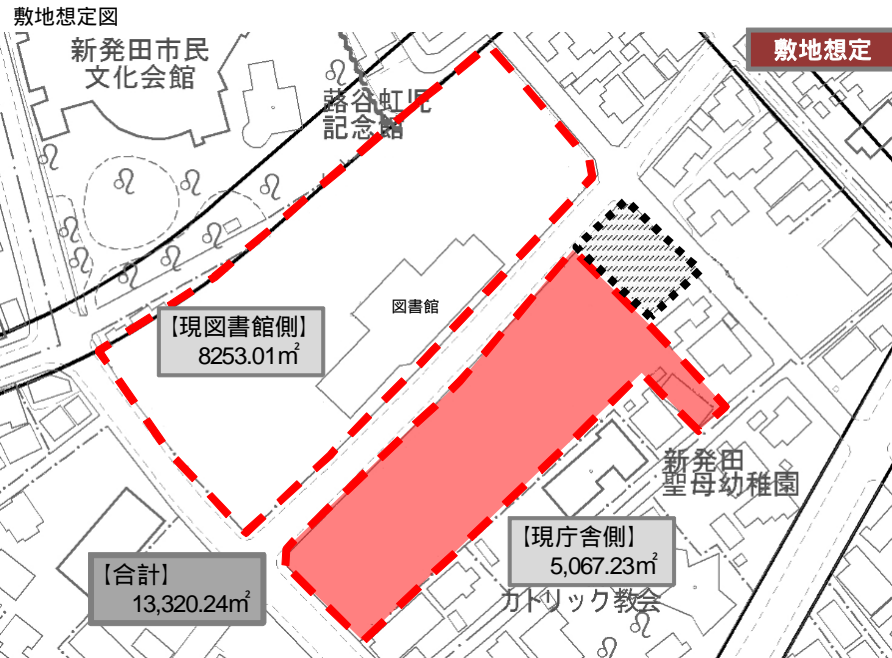 敷地想定図
敷地想定
新発田市民
文化会館
蕗谷虹児
記念館
図書館
【現図書館側】
8253.01㎡
新発田
聖母幼稚園
【現庁舎側】
5,067.23㎡
【合計】
13,320.24㎡
カトリック教会